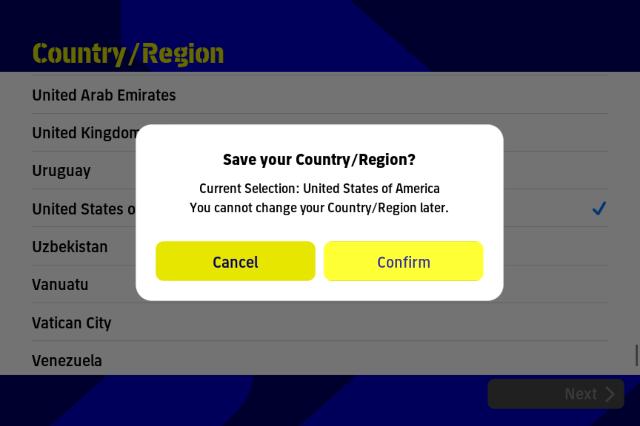 Country/Region
United Arab Emirates
United Kingdom
Uruguay
United States o
Uzbekistan
Vanuatu
Vatican City
Venezuela
Save your Country/Region?
Current Selection: United States of America
You cannot change your Country/Region later.
Cancel
Confirm
Next